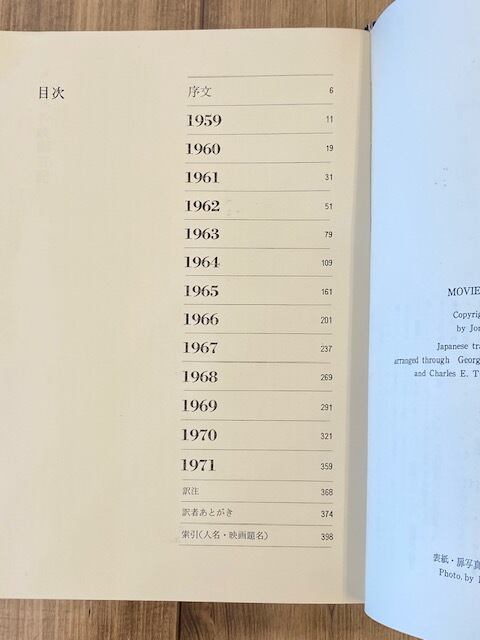 目次
序文 6
1959 11
1960 19
1961 31
1962 51
1963 79
1964 109
1965 161
1966 201
1967 237
1968 269
1969 291
1970 321
1971 359
訳注 368
訳者あとがき 374
索引(人名・映画題名) 398
MOVIE
Copyrig
by Jon
Japanese tra
arranged through Georg
and Charles E. T
表紙・扉写真
Photo. by